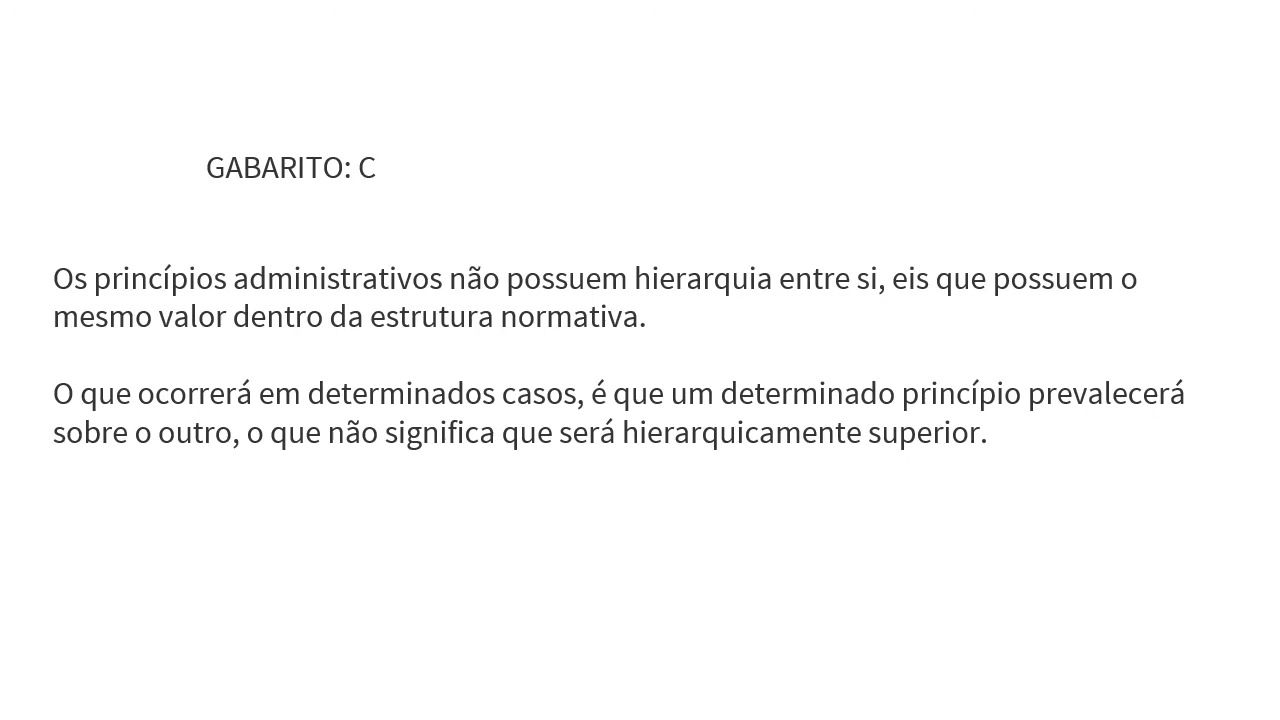 GABARITO: C
Os princípios administrativos não possuem hierarquia entre si, eis que possuem o
mesmo valor dentro da estrutura normativa.
O que ocorrerá em determinados casos, é que um determinado princípio prevalecerá
sobre o outro, o que não significa que será hierarquicamente superior.